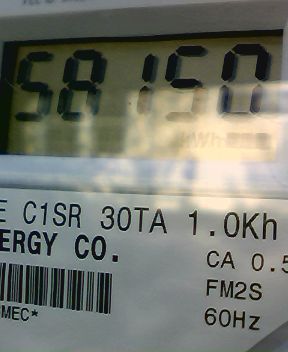 58150
kWh
E C1SR 30TA 1.0Kh
ERGY CO.
CA 0.5
FM2S
MEC*
60Hz